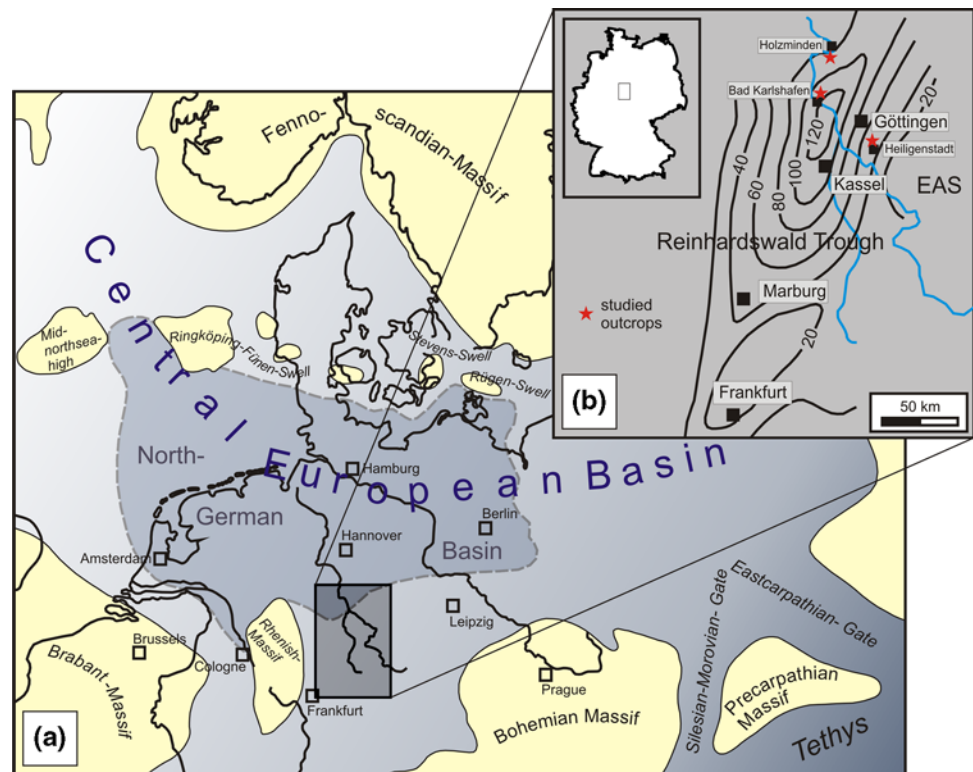 Fenno-
scandian-Massif
Central European Basin
Mid-
northsea-
high
Ringköping-Fünen-Swell
Stevens-Swell
Rügen-Swell
North-
German
Basin
Hamburg
Berlin
Hannover
Amsterdam
Leipzig
Brussels
Cologne
Rhenish-
Massif
Brabant-Massif
Frankfurt
Prague
Bohemian Massif
Silesian-Morovian-Gate
Eastcarpathian-Gate
Precarpathian
Massif
Tethys
(a)
Holzminden
Bad Karlshafen
Göttingen
Heiligenstadt
Kassel
EAS
20
40
60
80
100
120
Reinhardswald Trough
Marburg
studied
outcrops
20
Frankfurt
(b)
50 km